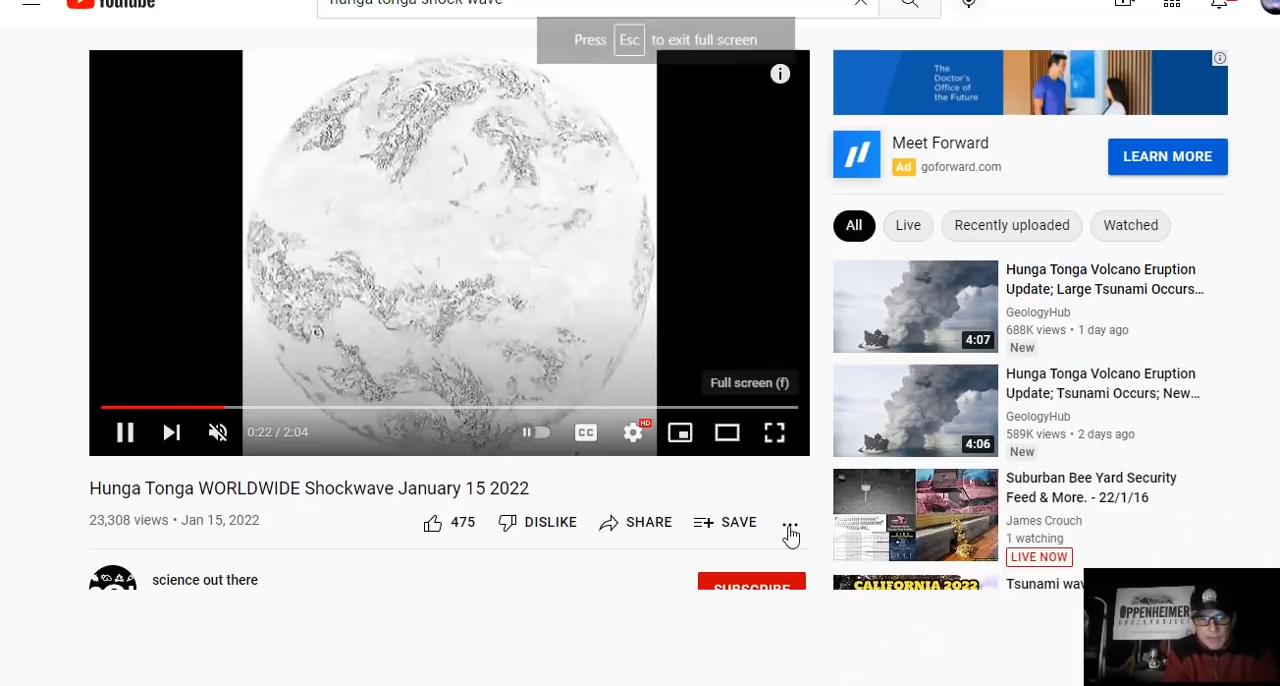 YouTube
hunga tonga shock wave
Press Esc to exit full screen
The
Doctor's
Office of
the Future
Meet Forward
Ad goforward.com
LEARN MORE
All
Live
Recently uploaded
Watched
Full screen (f)
0:22 / 2:04
CC
HD
Hunga Tonga WORLDWIDE Shockwave January 15 2022
23,308 views • Jan 15, 2022
475
DISLIKE
SHARE
SAVE
science out there
SUBSCRIBE
4:07
Hunga Tonga Volcano Eruption
Update; Large Tsunami Occurs...
GeologyHub
688K views • 1 day ago
New
4:06
Hunga Tonga Volcano Eruption
Update; Tsunami Occurs; New...
GeologyHub
589K views • 2 days ago
New
Suburban Bee Yard Security
Feed & More. - 22/1/16
James Crouch
1 watching
LIVE NOW
CALIFORNIA 2022
Tsunami wav
OPPENHEIMER